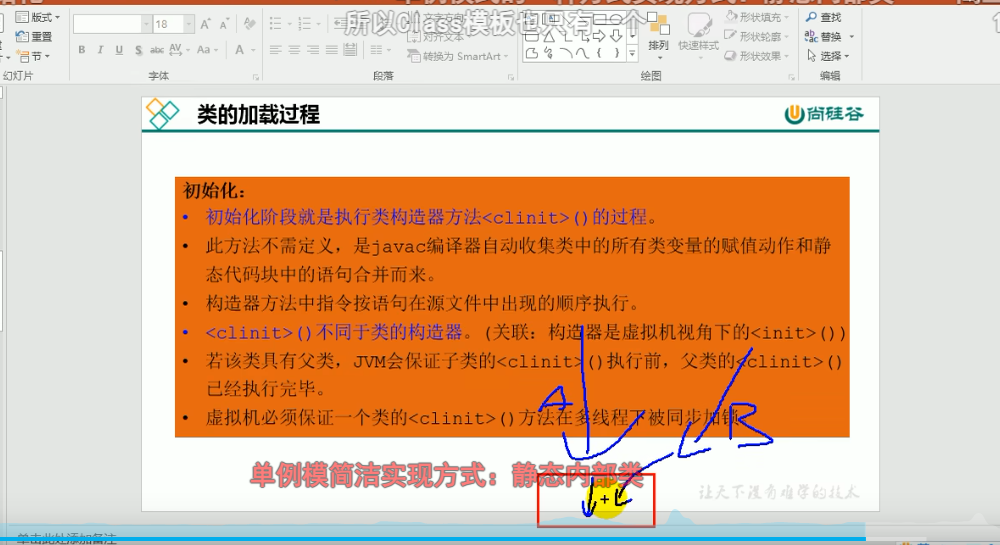 所以Class模板也只有一个
版式
重置
节
幻灯片
18
B I U S abc AV Aa A
字体
对齐文本
转换为 SmartArt
段落
排列
快速样式
形状填充
形状轮廓
形状效果
绘图
查找
替换
选择
编辑
类的加载过程
尚硅谷
初始化：
• 初始化阶段就是执行类构造器方法<clinit>()的过程。
• 此方法不需定义，是javac编译器自动收集类中的所有类变量的赋值动作和静
态代码块中的语句合并而来。
• 构造器方法中指令按语句在源文件中出现的顺序执行。
• <clinit>()不同于类的构造器。(关联：构造器是虚拟机视角下的<init>())
• 若该类具有父类，JVM会保证子类的<clinit>()执行前，父类的<clinit>()
已经执行完毕。
• 虚拟机必须保证一个类的<clinit>()方法在多线程下被同步加锁。
A
B
单例模简洁实现方式：静态内部类
让天下没有难学的技术
单击此处添加备注